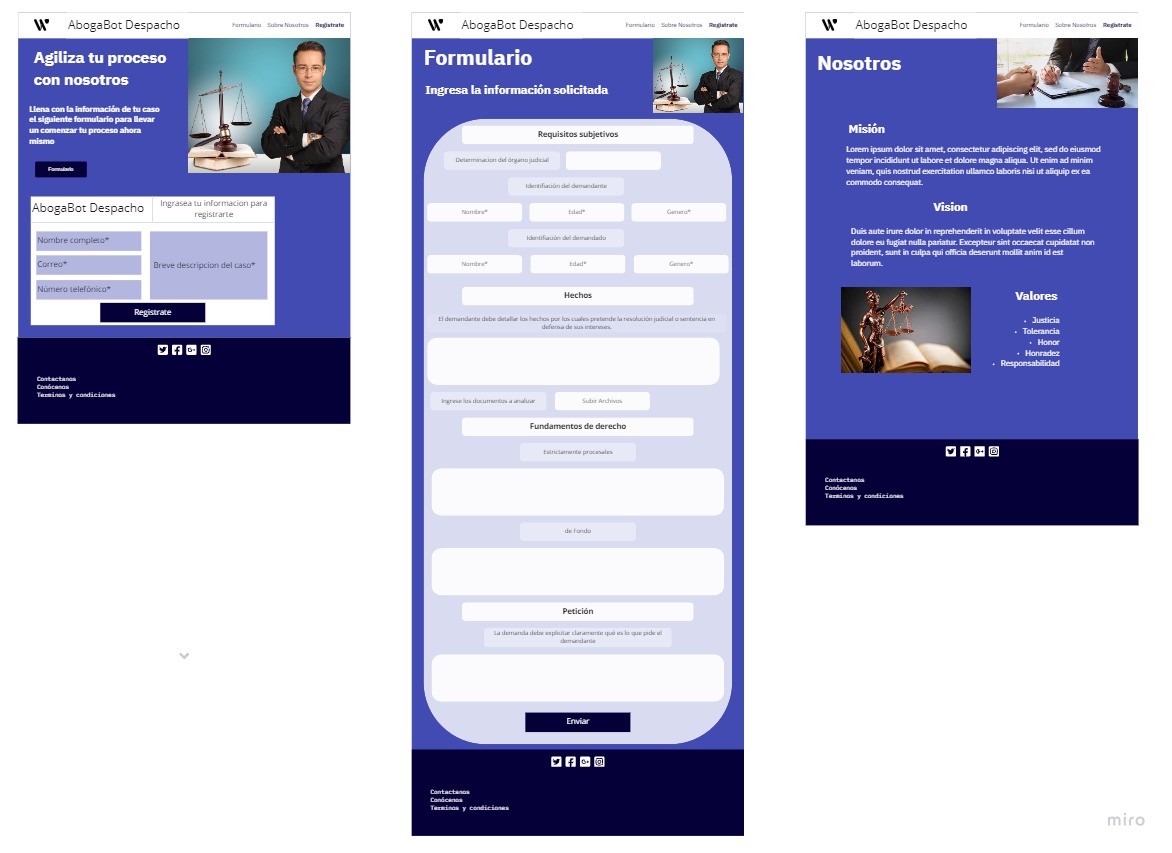 AbogaBot Despacho
Formulario Sobre Nosotros Registrate
Agiliza tu proceso
con nosotros
Llena con la información de tu caso
el siguiente formulario para llevar
un comenzar tu proceso ahora
mismo
Formulario
AbogaBot Despacho
Ingrasea tu informacion para
registrarte
Nombre completo*
Correo*
Número telefónico*
Breve descripcion del caso*
Registrate
Contactanos
Conócenos
Terminos y condiciones
AbogaBot Despacho
Formulario Sobre Nosotros Registrate
Formulario
Ingresa la información solicitada
Requisitos subjetivos
Determinacion del órgano judicial
Identifiación del demandante
Nombre* Edad* Genero*
Identifiación del demandado
Nombre* Edad* Genero*
Hechos
El demandante debe detallar los hechos por los cuales pretende la resolución judicial o sentencia en
defensa de sus intereses.
Ingrese los documentos a analizar Subir Archivos
Fundamentos de derecho
Estrictamente procesales
de Fondo
Petición
La demanda debe explicitar claramente qué es lo que pide el
demandante
Enviar
Contactanos
Conócenos
Terminos y condiciones
AbogaBot Despacho
Formulario Sobre Nosotros Registrate
Nosotros
Misión
Lorem ipsum dolor sit amet, consectetur adipiscing elit, sed do eiusmod
tempor incididunt ut labore et dolore magna aliqua. Ut enim ad minim
veniam, quis nostrud exercitation ullamco laboris nisi ut aliquip ex ea
commodo consequat.
Vision
Duis aute irure dolor in reprehenderit in voluptate velit esse cillum
dolore eu fugiat nulla pariatur. Excepteur sint occaecat cupidatat non
proident, sunt in culpa qui officia deserunt mollit anim id est
laborum.
Valores
• Justicia
• Tolerancia
• Honor
• Honradez
• Responsabilidad
Contactanos
Conócenos
Terminos y condiciones
miro